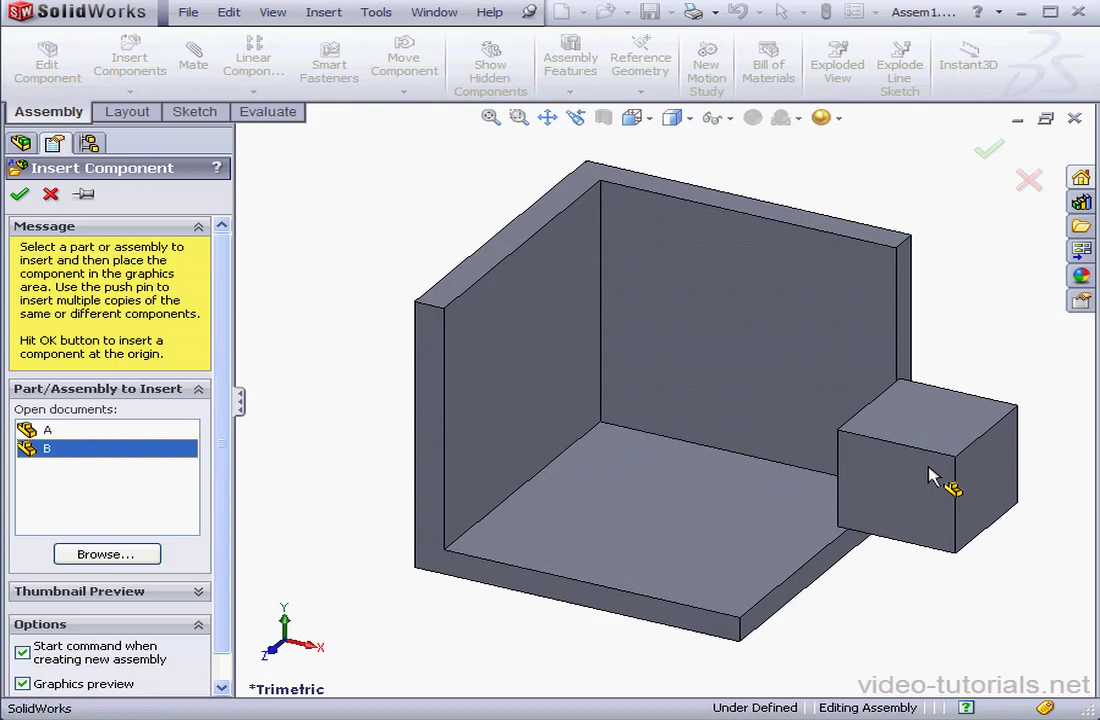 SW SolidWorks File Edit View Insert Tools Window Help Assem1.... ?
Edit Component
Insert Components
Mate
Linear Compon...
Smart Fasteners
Move Component
Show Hidden Components
Assembly Features
Reference Geometry
New Motion Study
Bill of Materials
Exploded View
Explode Line Sketch
Instant3D
Assembly Layout Sketch Evaluate
Insert Component ?
Message
Select a part or assembly to
insert and then place the
component in the graphics
area. Use the push pin to
insert multiple copies of the
same or different components.
Hit OK button to insert a
component at the origin.
Part/Assembly to Insert
Open documents:
A
B
Browse...
Thumbnail Preview
Options
Start command when
creating new assembly
Graphics preview
Y
X
Z
*Trimetric
video-tutorials.net
SolidWorks Under Defined Editing Assembly ?